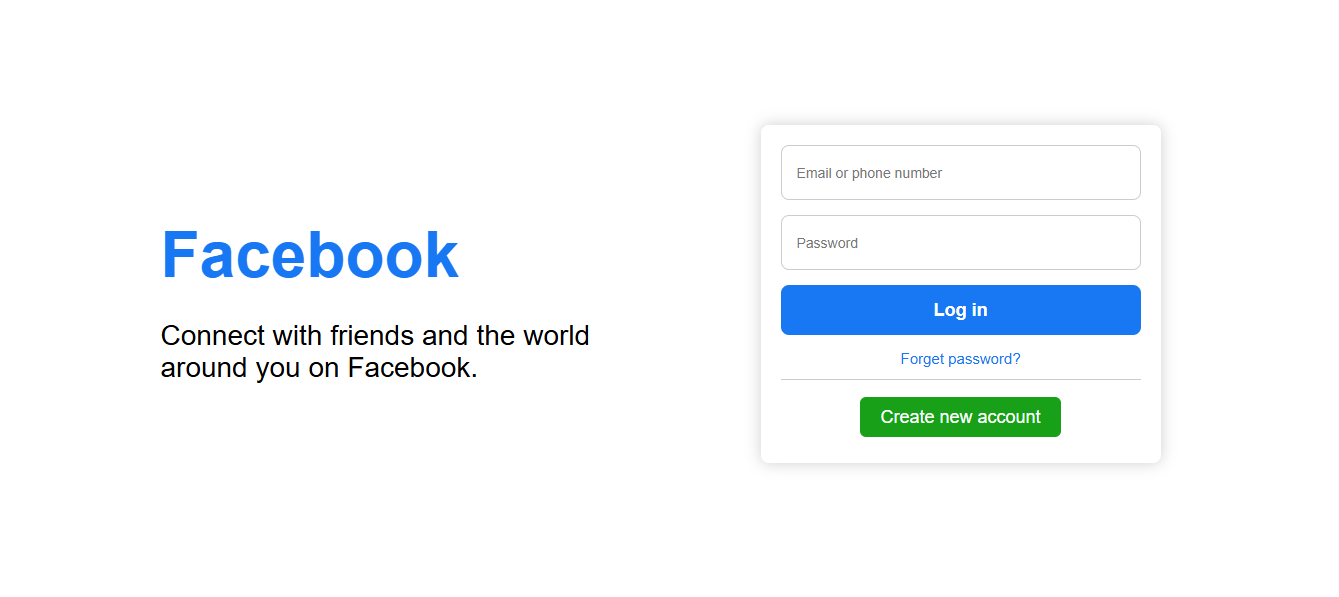 Facebook
Connect with friends and the world
around you on Facebook.
Email or phone number
Password
Log in
Forget password?
Create new account